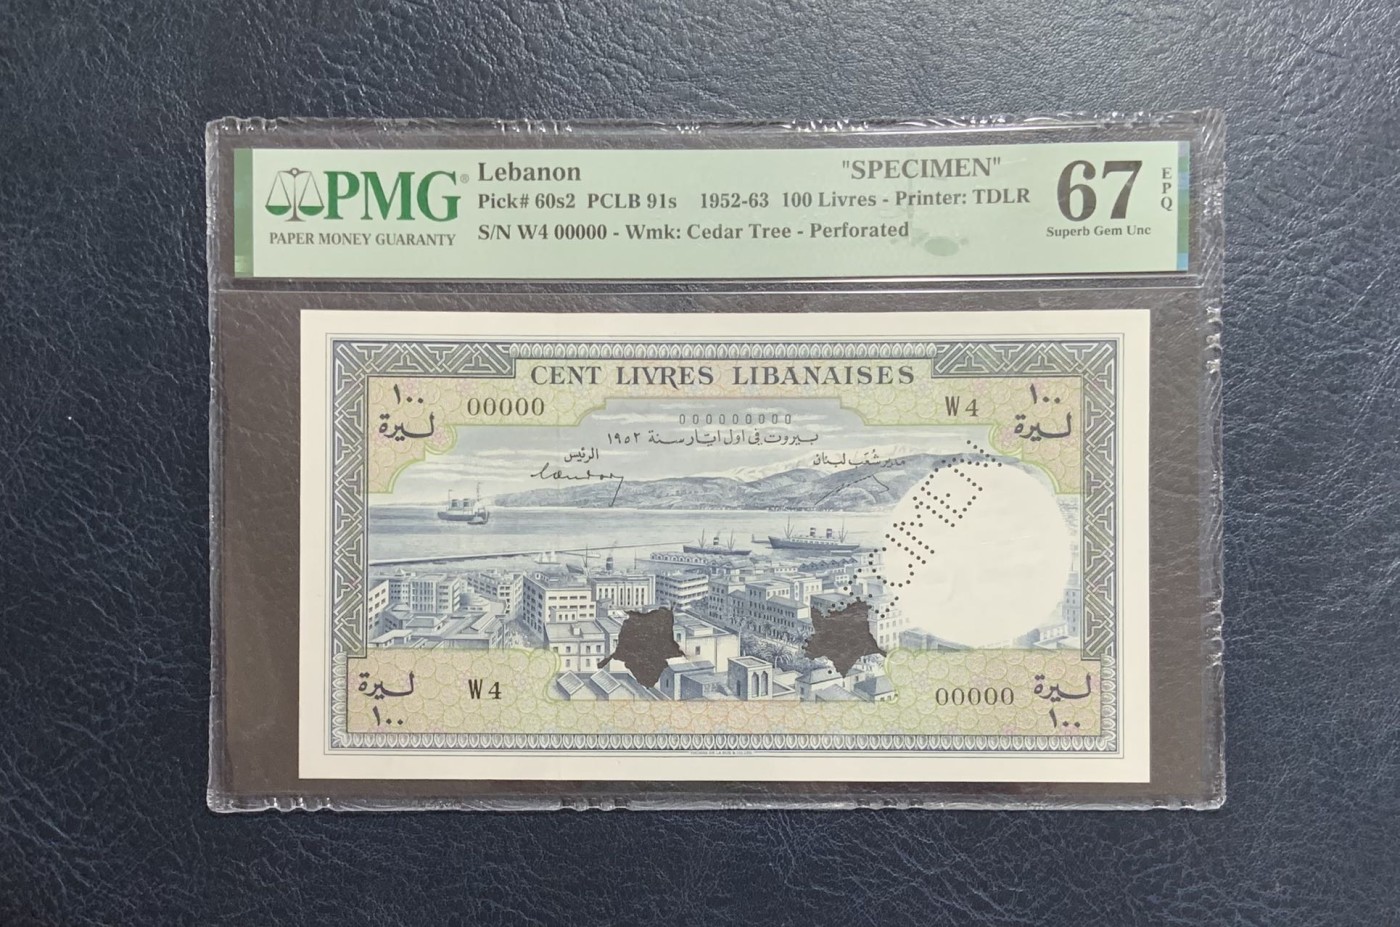 PMG®
PAPER MONEY GUARANTY
Lebanon "SPECIMEN"
Pick# 60s2 PCLB 91s 1952-63 100 Livres - Printer: TDLR
S/N W4 00000 - Wmk: Cedar Tree - Perforated
67
EPQ
Superb Gem Unc
CENT LIVRES LIBANAISES
١٠٠
ليرة
00000
W4
١٠٠
ليرة
000000000
بيروت في اول ايار سنة ١٩٥٢
الرئيس
ليرة
١٠٠
W4
00000
ليرة
١٠٠